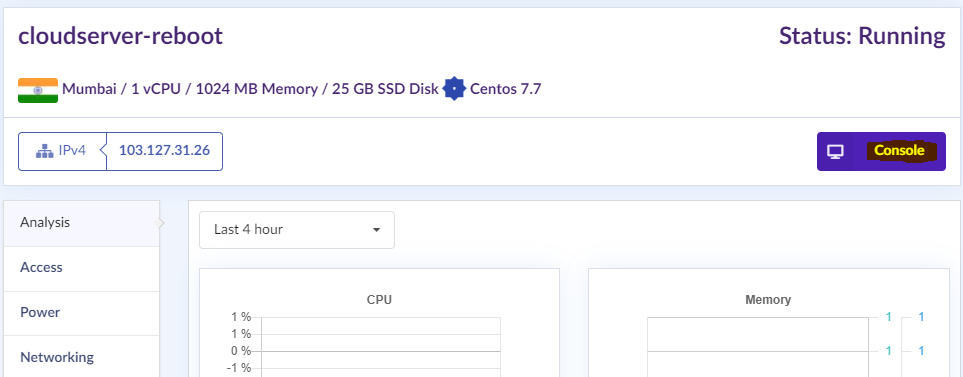 cloudserver-reboot
Status: Running
Mumbai / 1 vCPU / 1024 MB Memory / 25 GB SSD Disk Centos 7.7
IPv4 103.127.31.26
Console
Analysis
Access
Power
Networking
Last 4 hour
CPU
1 %
1 %
0 %
-1 %
Memory
1 1
1 1